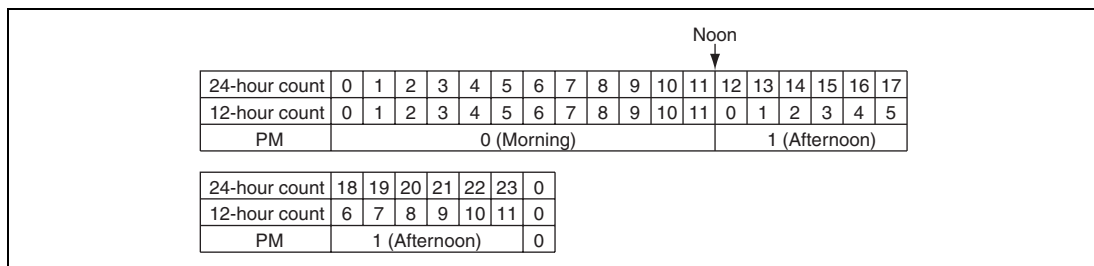 Noon
24-hour count 0 1 2 3 4 5 6 7 8 9 10 11 12 13 14 15 16 17
12-hour count 0 1 2 3 4 5 6 7 8 9 10 11 0 1 2 3 4 5
PM 0 (Morning) 1 (Afternoon)
24-hour count 18 19 20 21 22 23 0
12-hour count 6 7 8 9 10 11 0
PM 1 (Afternoon) 0